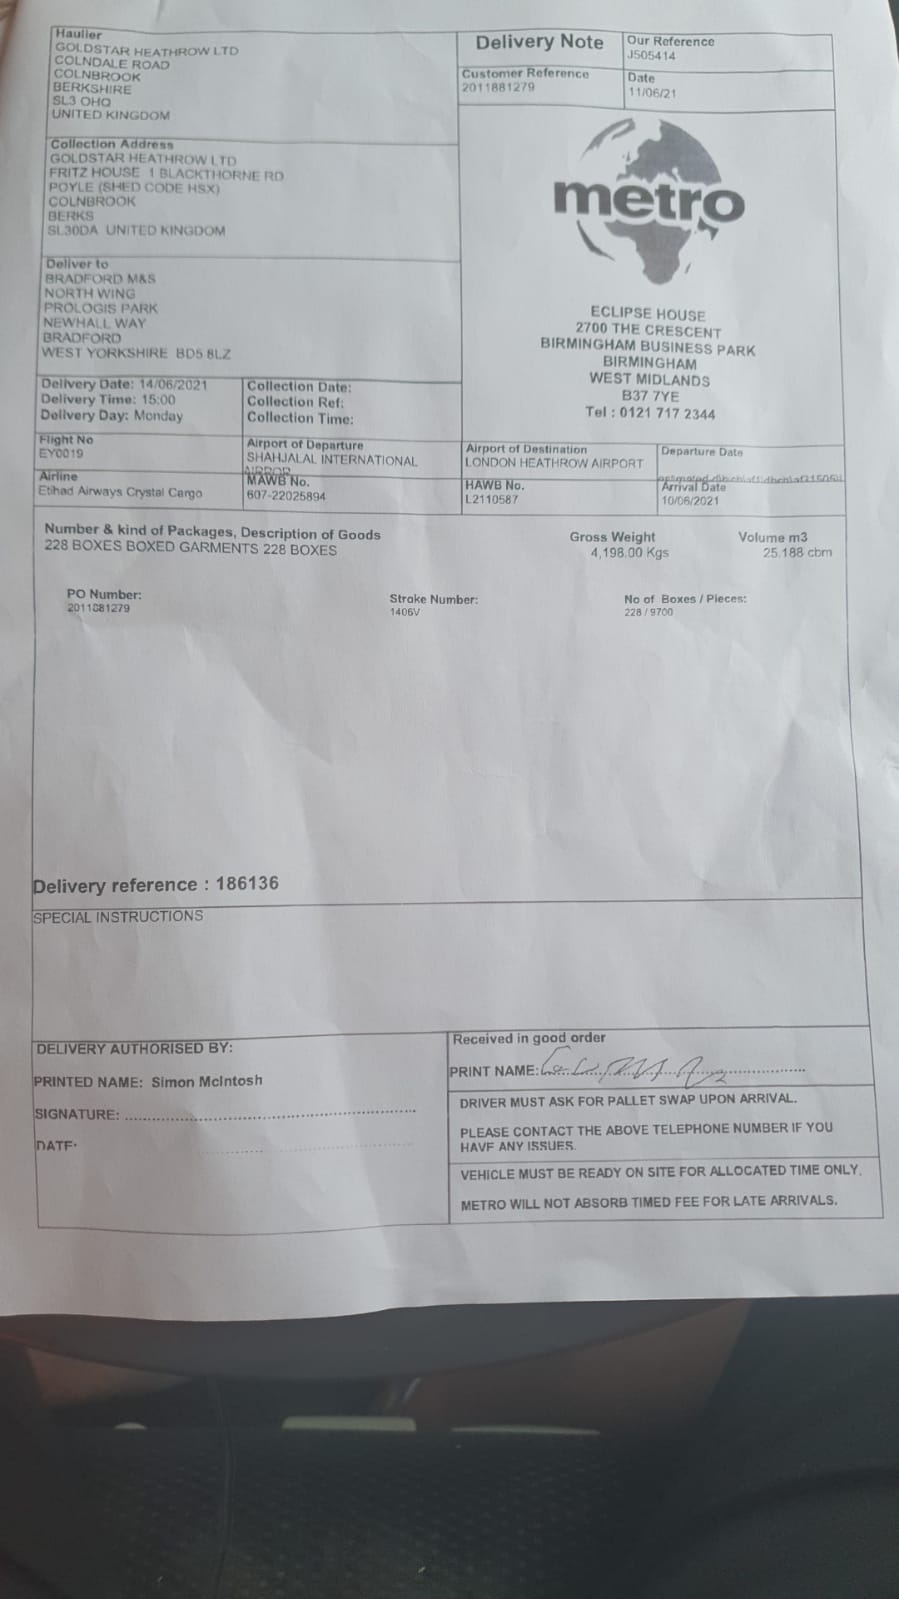 Haulier
GOLDSTAR HEATHROW LTD
COLNDALE ROAD
COLNBROOK
BERKSHIRE
SL3 0HQ
UNITED KINGDOM
Delivery Note
Our Reference
J505414
Customer Reference
2011881279
Date
11/06/21
Collection Address
GOLDSTAR HEATHROW LTD
FRITZ HOUSE 1 BLACKTHORNE RD
POYLE (SHED CODE HSX)
COLNBROOK
BERKS
SL30DA UNITED KINGDOM
metro
ECLIPSE HOUSE
2700 THE CRESCENT
BIRMINGHAM BUSINESS PARK
BIRMINGHAM
WEST MIDLANDS
B37 7YE
Tel : 0121 717 2344
Deliver to
BRADFORD M&S
NORTH WING
PROLOGIS PARK
NEWHALL WAY
BRADFORD
WEST YORKSHIRE BD5 8LZ
Delivery Date: 14/06/2021
Delivery Time: 15:00
Delivery Day: Monday
Collection Date:
Collection Ref:
Collection Time:
Flight No
EY0019
Airport of Departure
SHAHJALAL INTERNATIONAL
Airport of Destination
LONDON HEATHROW AIRPORT
Departure Date
Airline
Etihad Airways Crystal Cargo
MAWB No.
607-22025894
HAWB No.
L2110587
Arrival Date
10/06/2021
Number & kind of Packages, Description of Goods
228 BOXES BOXED GARMENTS 228 BOXES
Gross Weight
4,198.00 Kgs
Volume m3
25.188 cbm
PO Number:
2011881279
Stroke Number:
1406V
No of Boxes / Pieces:
228 / 9700
Delivery reference : 186136
SPECIAL INSTRUCTIONS
DELIVERY AUTHORISED BY:
PRINTED NAME: Simon McIntosh
SIGNATURE:
DATE:
Received in good order
PRINT NAME:
DRIVER MUST ASK FOR PALLET SWAP UPON ARRIVAL.
PLEASE CONTACT THE ABOVE TELEPHONE NUMBER IF YOU
HAVE ANY ISSUES.
VEHICLE MUST BE READY ON SITE FOR ALLOCATED TIME ONLY.
METRO WILL NOT ABSORB TIMED FEE FOR LATE ARRIVALS.